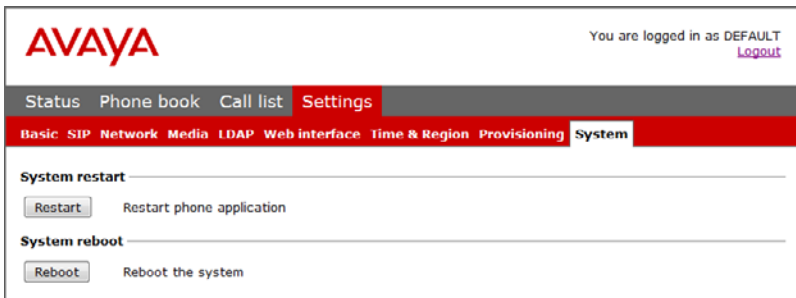 AVAYA
You are logged in as DEFAULT
Logout
Status Phone book Call list Settings
Basic SIP Network Media LDAP Web interface Time & Region Provisioning System
System restart
Restart Restart phone application
System reboot
Reboot Reboot the system